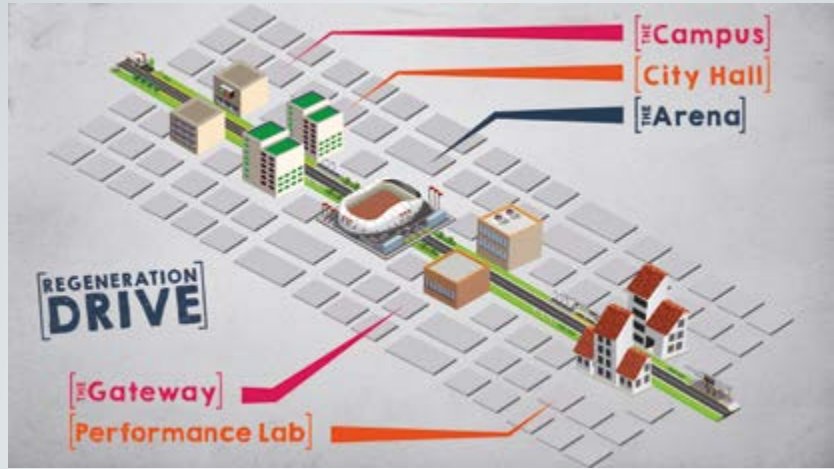 [THE Campus]
[City Hall]
[THE Arena]
[REGENERATION
DRIVE]
[THE Gateway]
[Performance Lab]